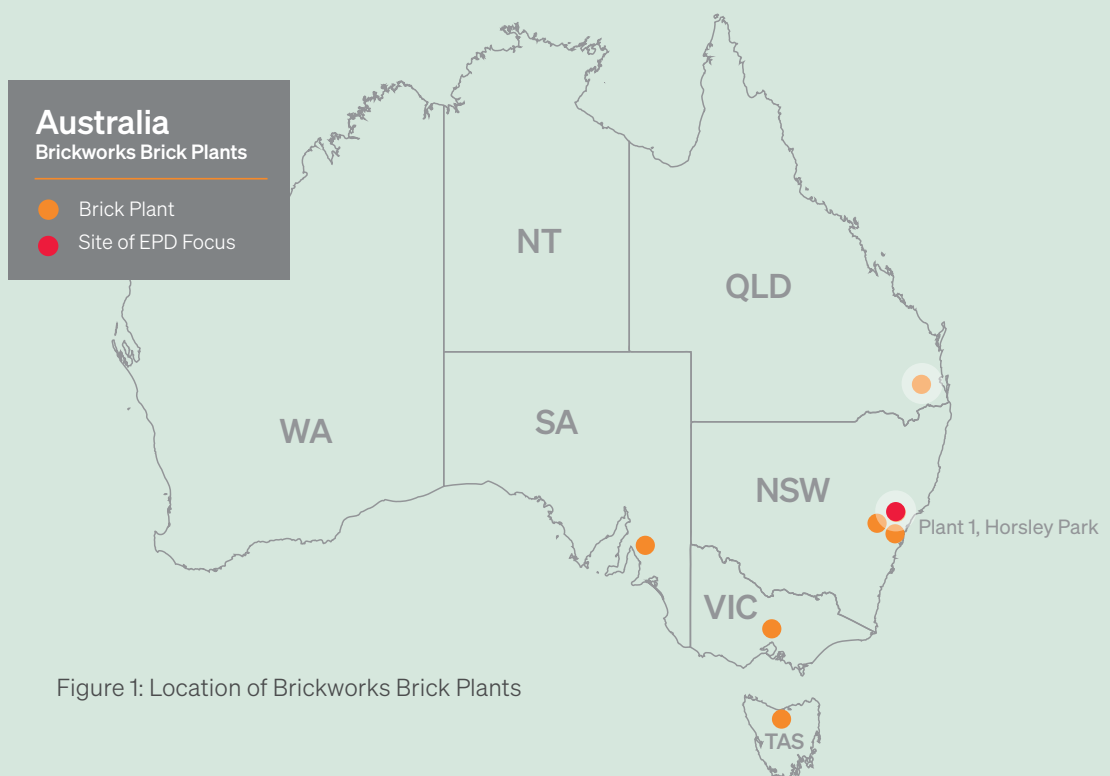 Australia
Brickworks Brick Plants
Brick Plant
Site of EPD Focus
NT
QLD
WA
SA
NSW
Plant 1, Horsley Park
VIC
Figure 1: Location of Brickworks Brick Plants
TAS